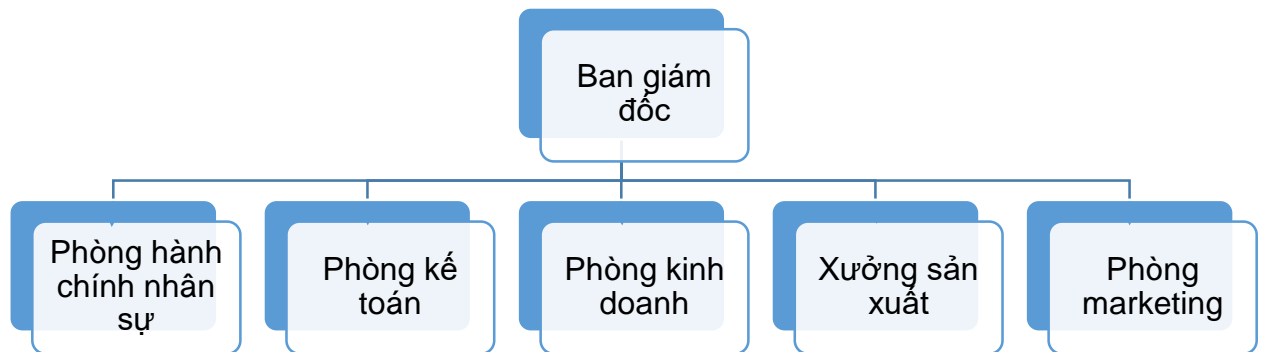 Ban giám
đốc
Phòng hành
chính nhân
sự
Phòng kế
toán
Phòng kinh
doanh
Xưởng sản
xuất
Phòng
marketing